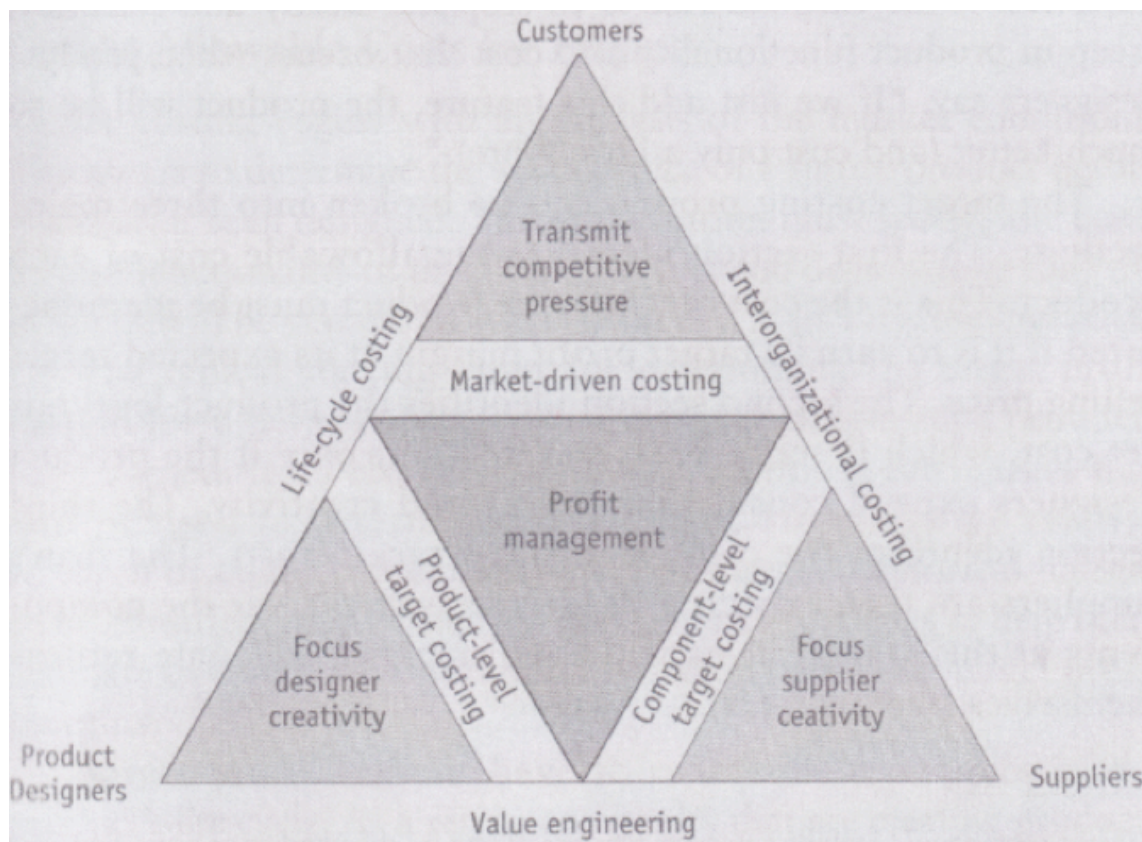 Customers
Transmit
competitive
pressure
Life-cycle costing
Interorganizational costing
Market-driven costing
Profit
management
Product-level
target costing
Component-level
target costing
Focus
designer
creativity
Focus
supplier
ceativity
Product
Designers
Suppliers
Value engineering